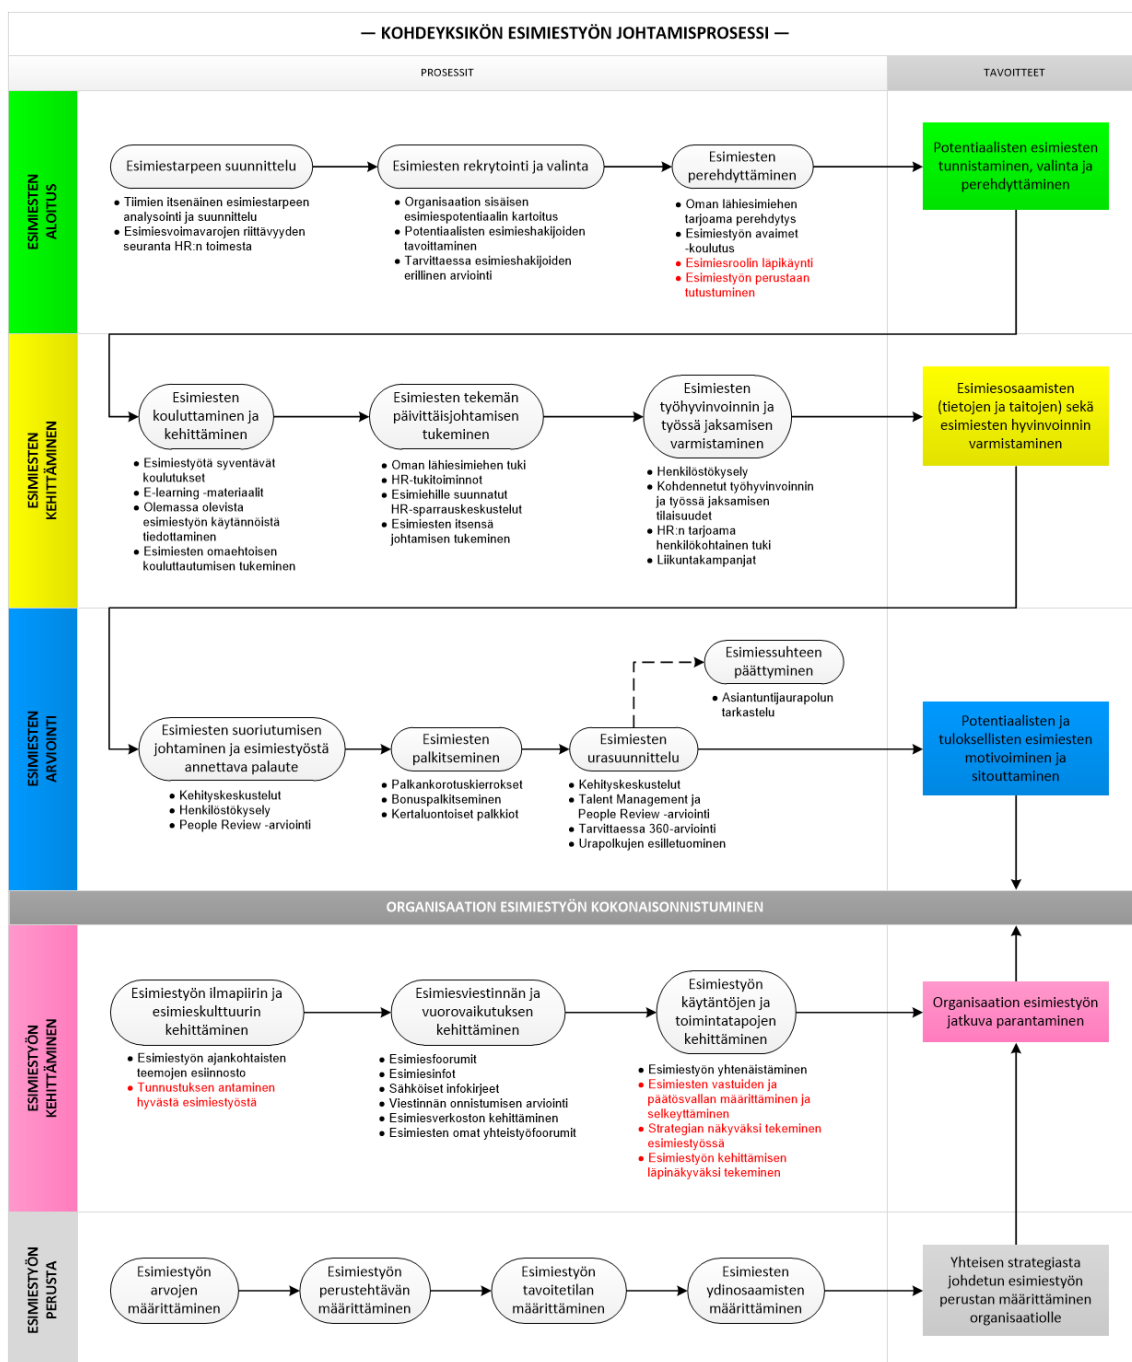 — KOHDEYKSIKÖN ESIMIESTYÖN JOHTAMISPROSESSI —
PROSESSIT
TAVOITTEET
ESIMIESTEN
ALOITUS
Esimiestarpeen suunnittelu
● Tiimien itsenäinen esimiestarpeen
analysointi ja suunnittelu
● Esimiesvoimavarojen riittävyyden
seuranta HR:n toimesta
Esimiesten rekrytointi ja valinta
● Organisaation sisäisen
esimiespotentiaalin kartoitus
● Potentiaalisten esimieshakijoiden
tavoittaminen
● Tarvittaessa esimieshakijoiden
erillinen arviointi
Esimiesten
perehdyttäminen
● Oman lähiesimiehen
tarjoama perehdytys
● Esimiestyön avaimet
-koulutus
● Esimiesroolin läpikäynti
● Esimiestyön perustaan
tutustuminen
Potentiaalisten esimiesten
tunnistaminen, valinta ja
perehdyttäminen
ESIMIESTEN
KEHITTÄMINEN
Esimiesten
kouluttaminen ja
kehittäminen
● Esimiestyötä syventävät
koulutukset
● E-learning -materiaalit
● Olemassa olevista
esimiestyön käytännöistä
tiedottaminen
● Esimiesten omaehtoisen
kouluttautumisen tukeminen
Esimiesten tekemän
päivittäisjohtamisen
tukeminen
● Oman lähiesimiehen tuki
● HR-tukitoiminnot
● Esimiehille suunnatut
HR-sparrauskeskustelut
● Esimiesten itsensä
johtamisen tukeminen
Esimiesten
työhyvinvoinnin ja
työssä jaksamisen
varmistaminen
● Henkilöstökysely
● Kohdennetut työhyvinvoinnin
ja työssä jaksamisen
tilaisuudet
● HR:n tarjoama
henkilökohtainen tuki
● Liikuntakampanjat
Esimiesosaamisten
(tietojen ja taitojen) sekä
esimiesten hyvinvoinnin
varmistaminen
ESIMIESTEN
ARVIOINTI
Esimiesten suoriutumisen
johtaminen ja esimiestyöstä
annettava palaute
● Kehityskeskustelut
● Henkilöstökysely
● People Review -arviointi
Esimiesten
palkitseminen
● Palkankorotuskierrokset
● Bonuspalkitseminen
● Kertaluontoiset palkkiot
Esimiesten
urasuunnittelu
● Kehityskeskustelut
● Talent Management ja
People Review -arviointi
● Tarvittaessa 360-arviointi
● Urapolkujen esilletuominen
Esimiessuhteen
päättyminen
● Asiantuntijaurapolun
tarkastelu
Potentiaalisten ja
tuloksellisten esimiesten
motivoiminen ja
sitouttaminen
ORGANISAATION ESIMIESTYÖN KOKONAISONNISTUMINEN
ESIMIESTYÖN
KEHITTÄMINEN
Esimiestyön ilmapiirin ja
esimieskulttuurin
kehittäminen
● Esimiestyön ajankohtaisten
teemojen esiinnosto
● Tunnustuksen antaminen
hyvästä esimiestyöstä
Esimiesviestinnän ja
vuorovaikutuksen
kehittäminen
● Esimiesfoorumit
● Esimiesinfot
● Sähköiset infokirjeet
● Viestinnän onnistumisen arviointi
● Esimiesverkoston kehittäminen
● Esimiesten omat yhteistyöfoorumit
Esimiestyön
käytäntöjen ja
toimintatapojen
kehittäminen
● Esimiestyön yhtenäistäminen
● Esimiesten vastuiden ja
päätösvallan määrittäminen ja
selkeyttäminen
● Strategian näkyväksi tekeminen
esimiestyössä
● Esimiestyön kehittämisen
läpinäkyväksi tekeminen
Organisaation esimiestyön
jatkuva parantaminen
ESIMIESTYÖN
PERUSTA
Esimiestyön
arvojen
määrittäminen
Esimiestyön
perustehtävän
määrittäminen
Esimiestyön
tavoitetilan
määrittäminen
Esimiesten
ydinosaamisten
määrittäminen
Yhteisen strategiasta
johdetun esimiestyön
perustan määrittäminen
organisaatiolle